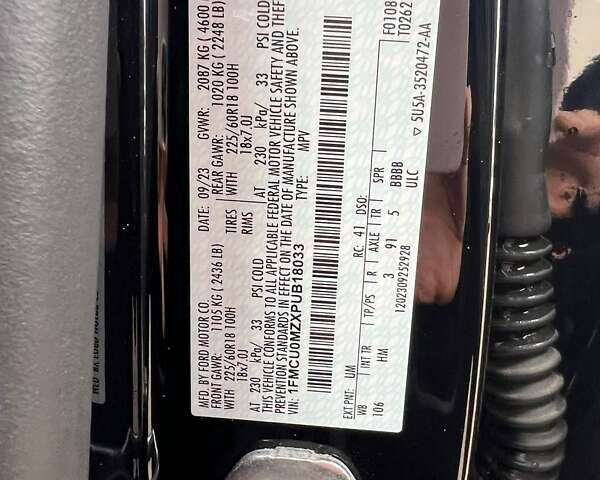 MFD. BY FORD MOTOR CO.
DATE: 09/23 GVWR: 2087 KG ( 4600
FRONT GAWR: 1105 KG ( 2436 LB) REAR GAWR: 1020 KG ( 2248 LB)
WITH 225/60R18 100H TIRES WITH 225/60R18 100H
18x7.0J RIMS 18x7.0J
AT 230 kPa/ 33 PSI COLD AT 230 kPa/ 33 PSI COLD
THIS VEHICLE CONFORMS TO ALL APPLICABLE FEDERAL MOTOR VEHICLE SAFETY AND THEFT
PREVENTION STANDARDS IN EFFECT ON THE DATE OF MANUFACTURE SHOWN ABOVE.
VIN: 1FMCU0MZXPUB18033 TYPE: MPV
F0108
T0262
EXT PNT: UM RC: 41 DSO:
WB INT TR TP/PS R AXLE TR SPR
106 HM 3 91 5 BBBB
1202309252928 ULC
▽ 5U5A-3520472-AA